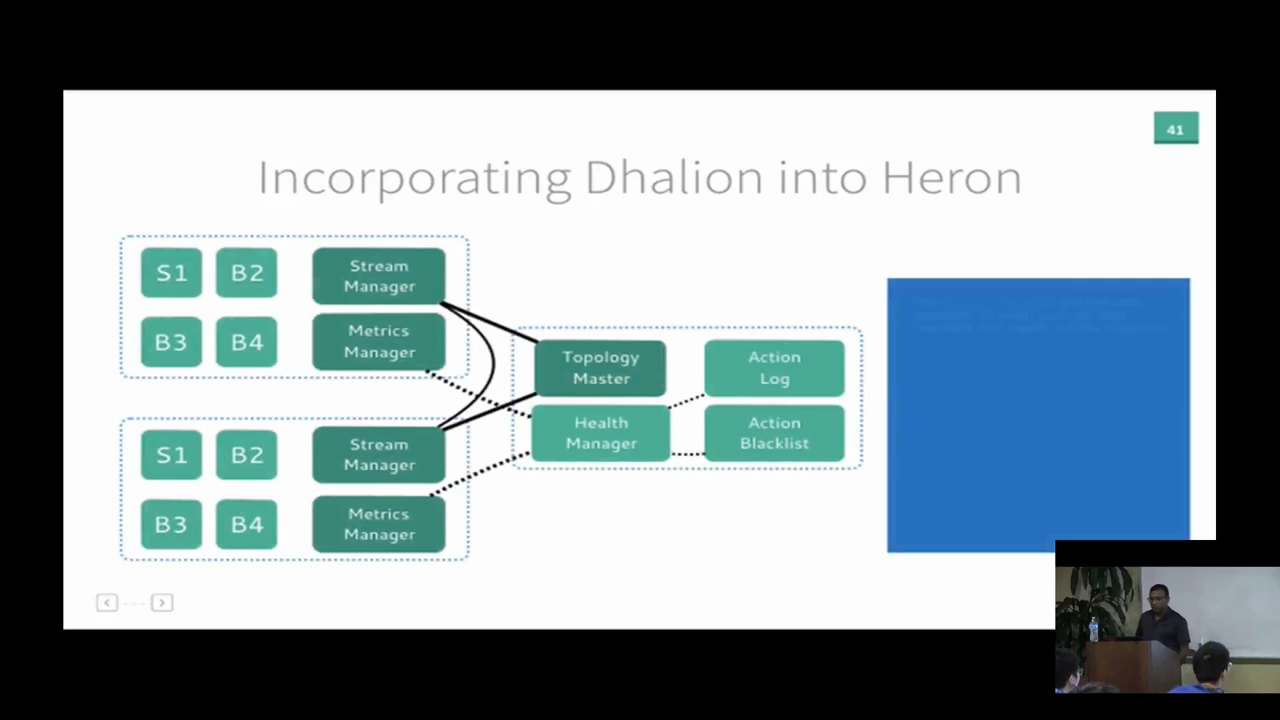 41
Incorporating Dhalion into Heron
S1 B2
Stream
Manager
B3 B4
Metrics
Manager
Topology
Master
Action
Log
Health
Manager
Action
Blacklist
S1 B2
Stream
Manager
B3 B4
Metrics
Manager